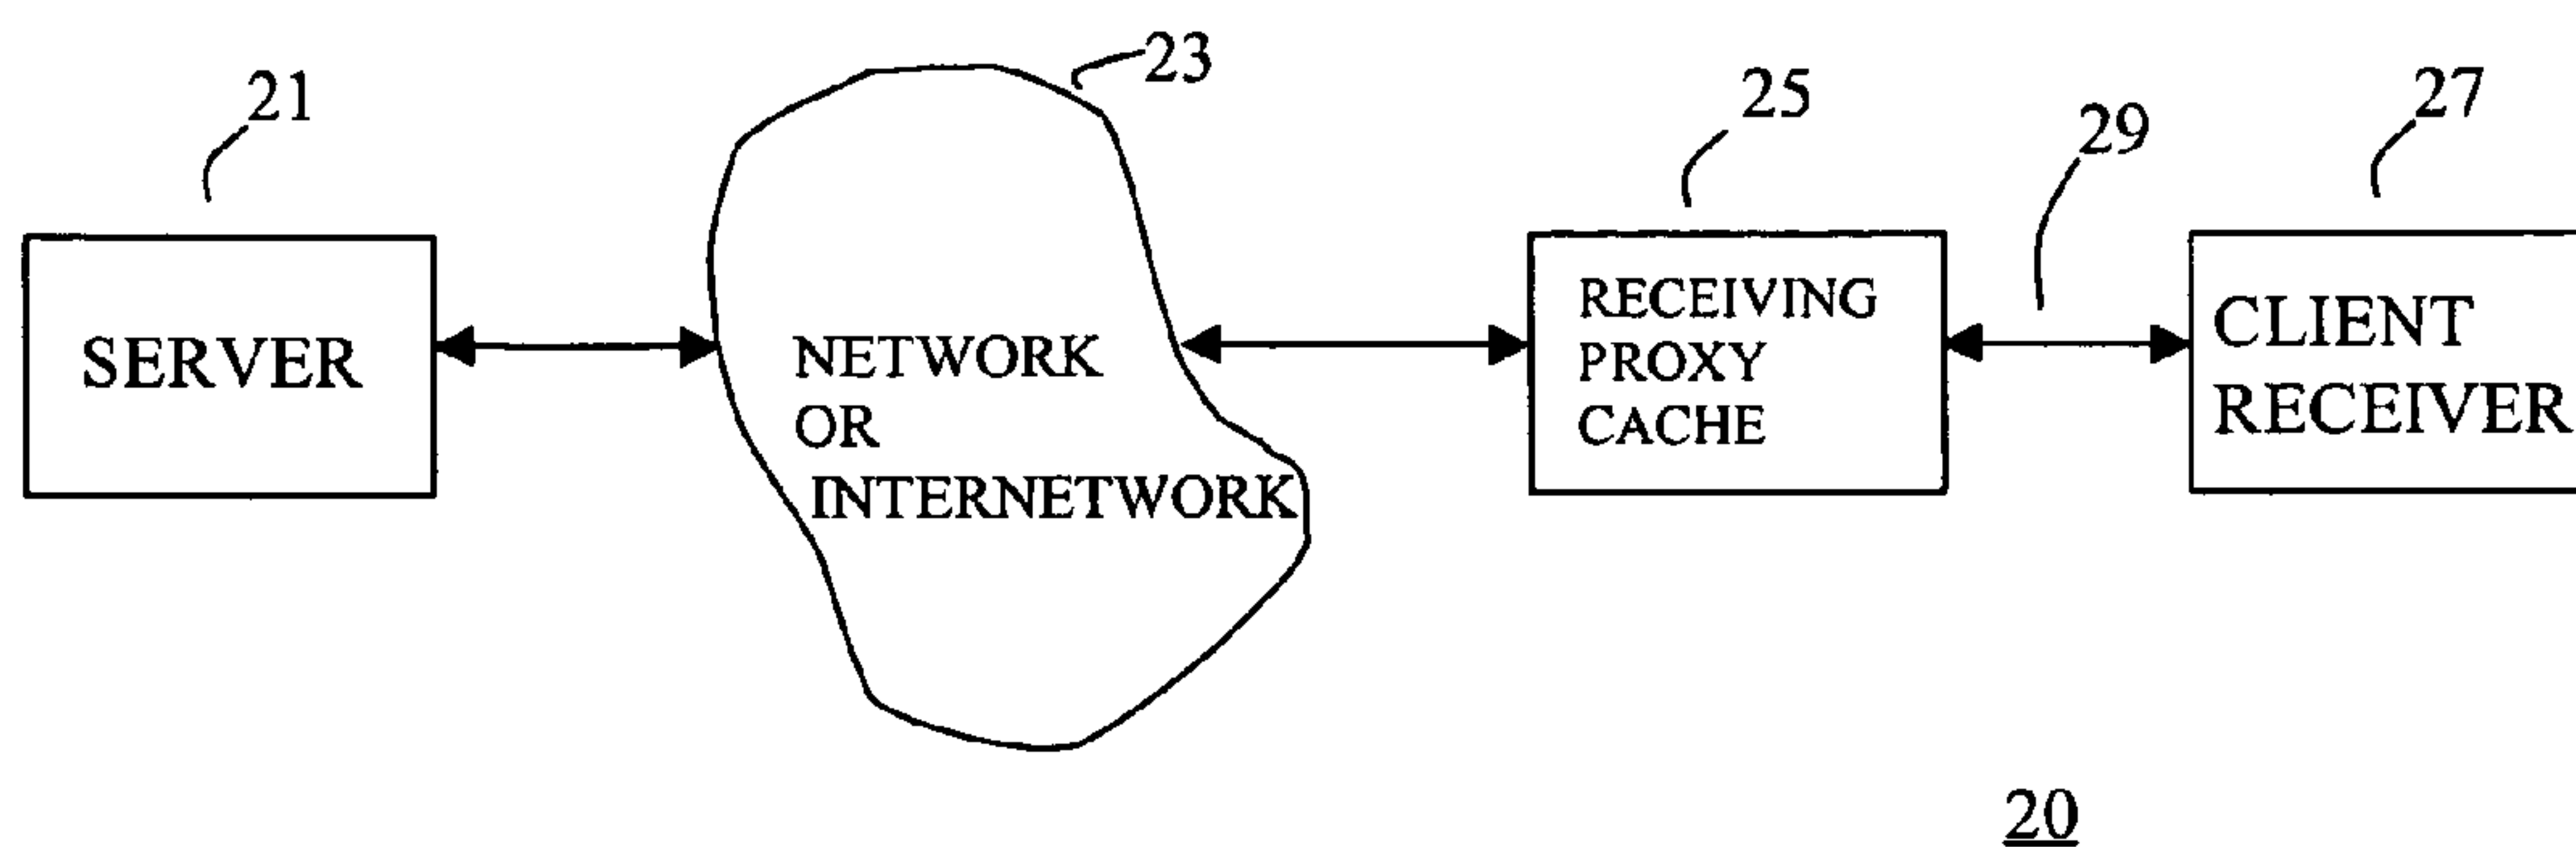 23
21
25
27
29
SERVER
NETWORK
OR
INTERNETWORK
RECEIVING
PROXY
CACHE
CLIENT
RECEIVER
20